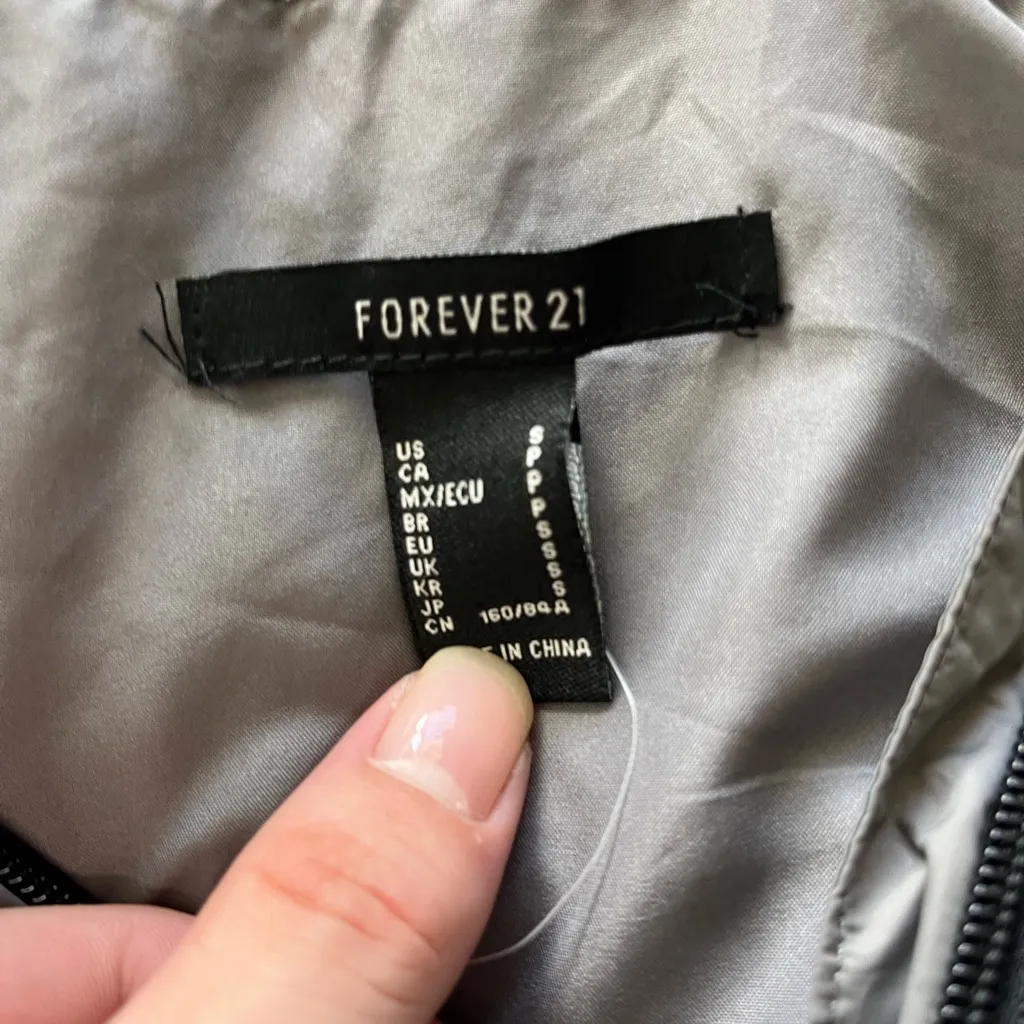 FOREVER 21
US S
CA P
MX/ECU P
BR P
EU S
UK S
KR S
JP S
CN 160/84A
IN CHINA